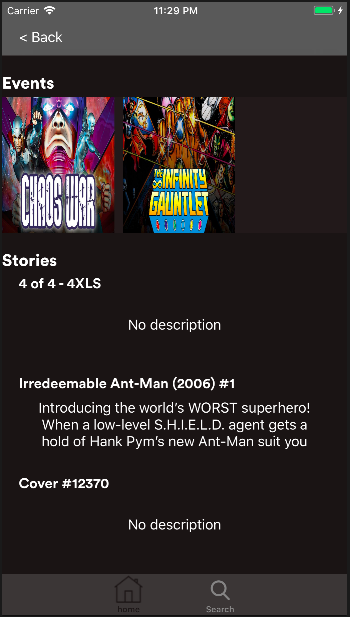 Carrier 11:29 PM
< Back
Events
CHAOS WAR
THE INFINITY
GAUNTLET
Stories
4 of 4 - 4XLS
No description
Irredeemable Ant-Man (2006) #1
Introducing the world's WORST superhero!
When a low-level S.H.I.E.L.D. agent gets a
hold of Hank Pym's new Ant-Man suit you
Cover #12370
No description
home Search